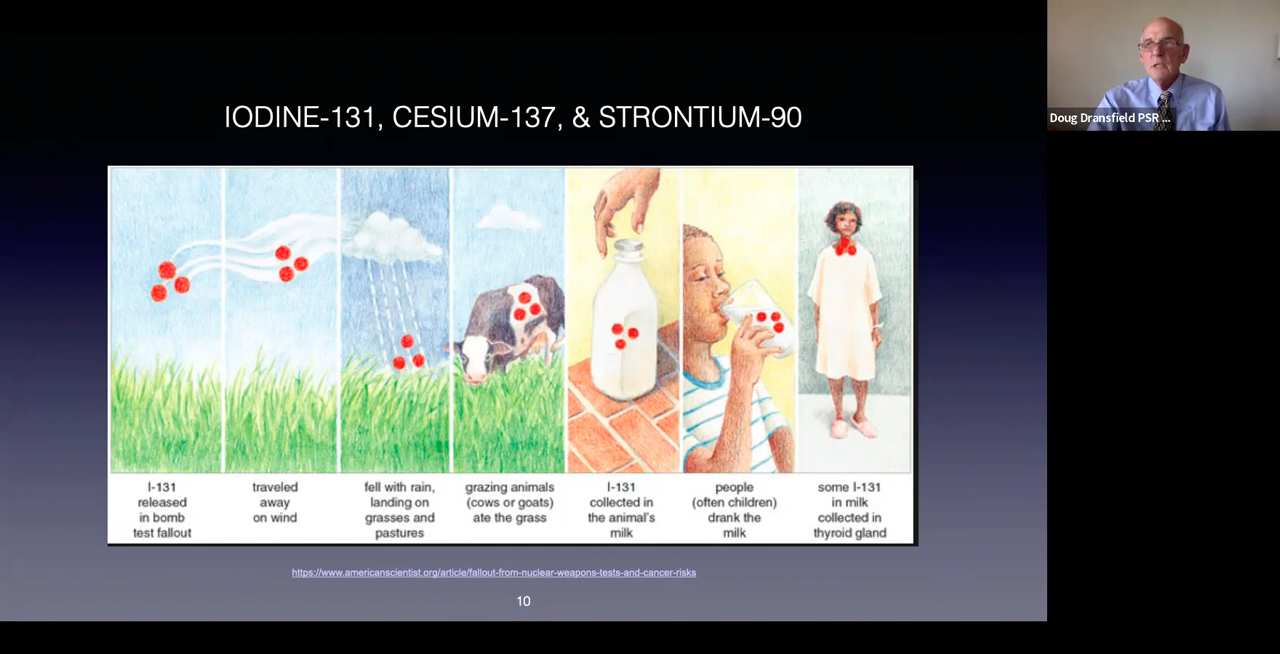 IODINE-131, CESIUM-137, & STRONTIUM-90
I-131
released
in bomb
test fallout
traveled
away
on wind
fell with rain,
landing on
grasses and
pastures
grazing animals
(cows or goats)
ate the grass
I-131
collected in
the animal's
milk
people
(often children)
drank the
milk
some I-131
in milk
collected in
thyroid gland
https://www.americanscientist.org/article/fallout-from-nuclear-weapons-tests-and-cancer-risks
10
Doug Dransfield PSR ...